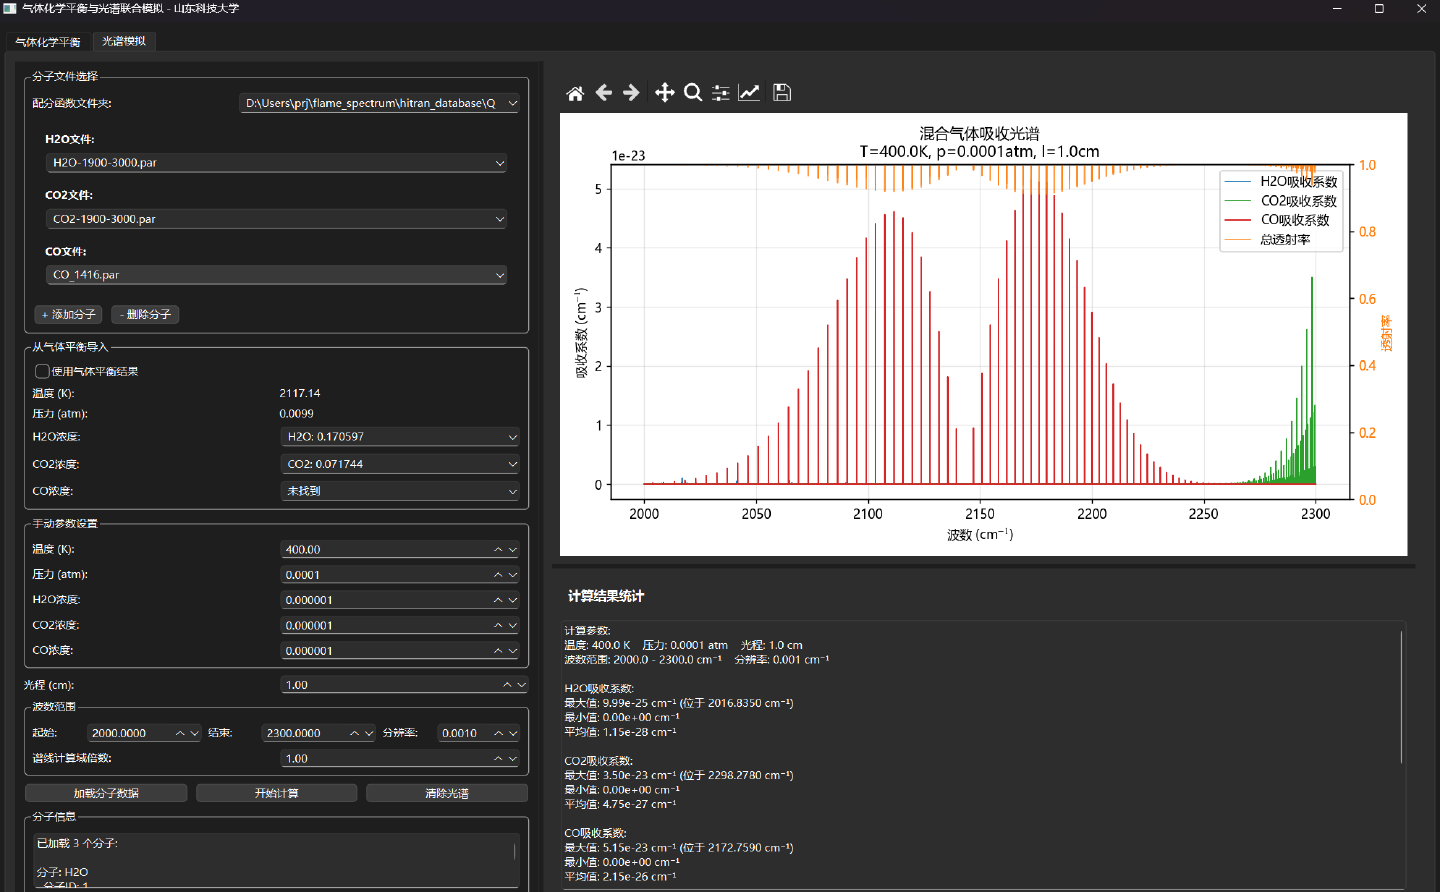 气体化学平衡与光谱联合模拟 - 山东科技大学
气体化学平衡
光谱模拟
分子文件选择
配分函数文件夹:
D:\Users\prj\flame_spectrum\hitran_database\Q
H2O文件:
H2O-1900-3000.par
CO2文件:
CO2-1900-3000.par
CO文件:
CO_1416.par
+ 添加分子
- 删除分子
从气体平衡导入
使用气体平衡结果
温度 (K):
2117.14
压力 (atm):
0.0099
H2O浓度:
H2O: 0.170597
CO2浓度:
CO2: 0.071744
CO浓度:
未找到
手动参数设置
温度 (K):
400.00
压力 (atm):
0.0001
H2O浓度:
0.000001
CO2浓度:
0.000001
CO浓度:
0.000001
光程 (cm):
1.00
波数范围
起始:
2000.0000
结束:
2300.0000
分辨率:
0.0010
谱线计算域倍数:
1.00
加载分子数据
开始计算
清除光谱
分子信息
已加载 3 个分子:
分子: H2O
分子ID: 1
混合气体吸收光谱
T=400.0K, p=0.0001atm, l=1.0cm
1e-23
5
4
3
2
1
0
吸收系数 (cm⁻¹)
2000
2050
2100
2150
2200
2250
2300
波数 (cm⁻¹)
1.0
0.8
0.6
0.4
0.2
0.0
透射率
H2O吸收系数
CO2吸收系数
CO吸收系数
总透射率
计算结果统计
计算参数:
温度: 400.0 K 压力: 0.0001 atm 光程: 1.0 cm
波数范围: 2000.0 - 2300.0 cm⁻¹ 分辨率: 0.001 cm⁻¹
H2O吸收系数:
最大值: 9.99e-25 cm⁻¹ (位于 2016.8350 cm⁻¹)
最小值: 0.00e+00 cm⁻¹
平均值: 1.15e-28 cm⁻¹
CO2吸收系数:
最大值: 3.50e-23 cm⁻¹ (位于 2298.2780 cm⁻¹)
最小值: 0.00e+00 cm⁻¹
平均值: 4.75e-27 cm⁻¹
CO吸收系数:
最大值: 5.15e-23 cm⁻¹ (位于 2172.7590 cm⁻¹)
最小值: 0.00e+00 cm⁻¹
平均值: 2.15e-26 cm⁻¹